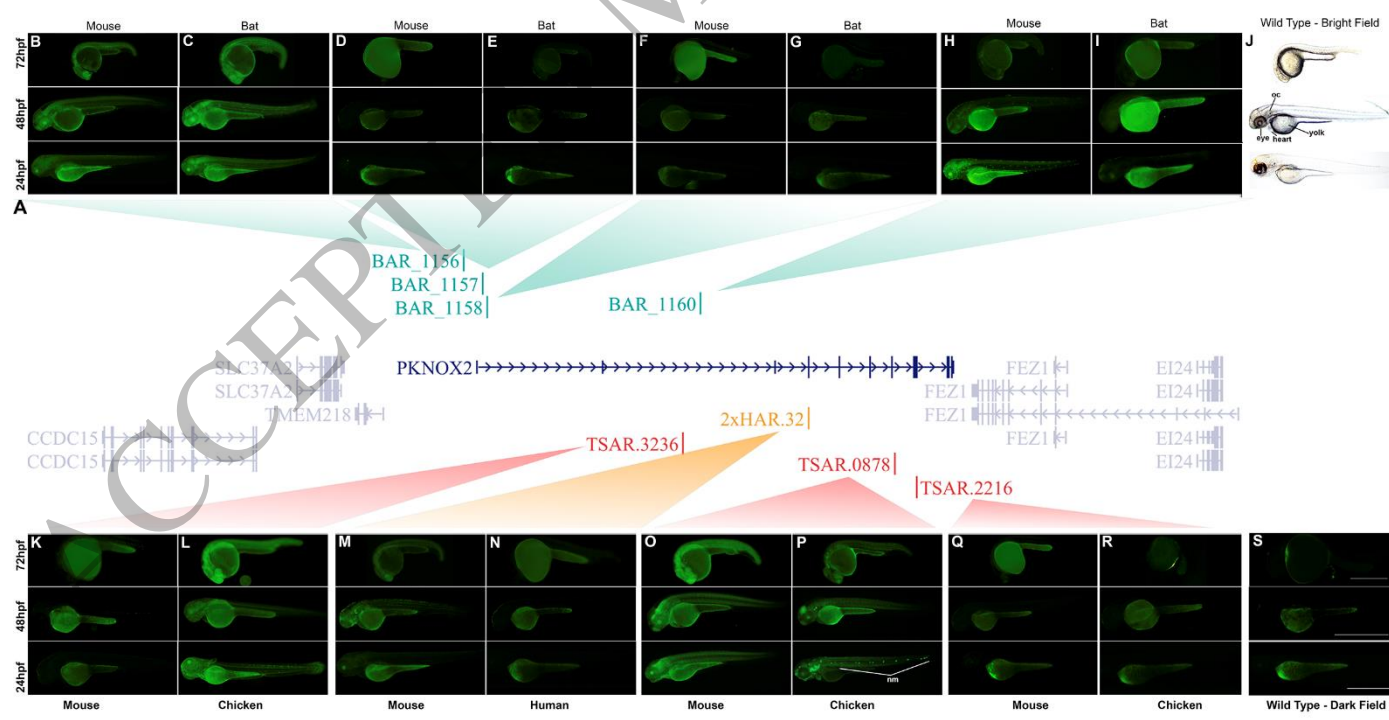 Mouse Bat Mouse Bat Mouse Bat Mouse Bat Wild Type - Bright Field
B C D E F G H I J
72hpf
48hpf
24hpf
oc
eye heart yolk
A
BAR_1156
BAR_1157
BAR_1158
BAR_1160
SLC37A2 PKNOX2 FEZ1 EI24
SLC37A2 FEZ1 EI24
TMEM218 FEZ1 EI24
2xHAR.32
CCDC15 TSAR.3236 FEZ1 EI24
CCDC15 TSAR.0878 EI24
TSAR.2216
K L M N O P Q R S
72hpf
48hpf
24hpf
nm
Mouse Chicken Mouse Human Mouse Chicken Mouse Chicken Wild Type - Dark Field